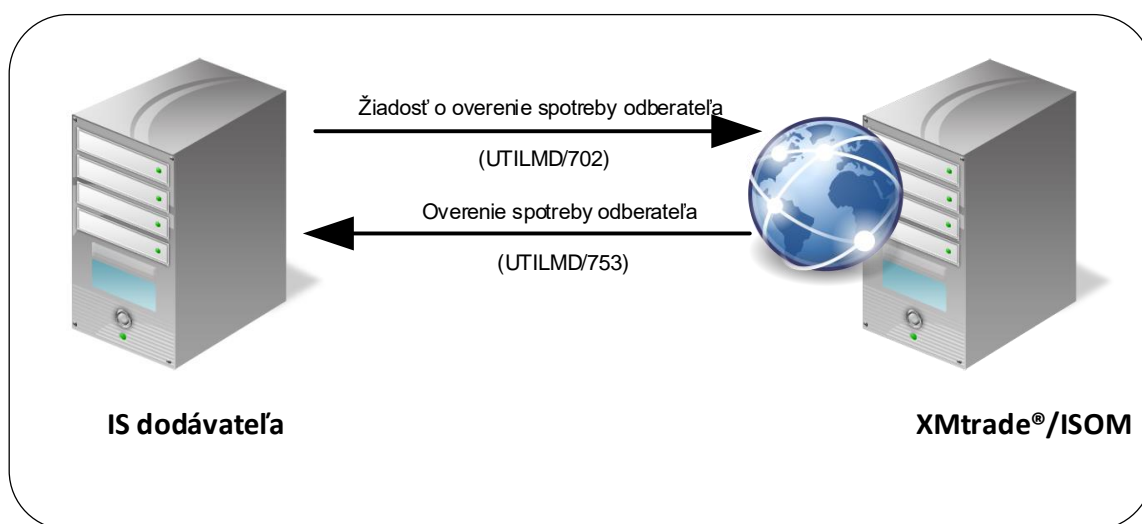 Žiadosť o overenie spotreby odberateľa
(UTILMD/702)
Overenie spotreby odberateľa
(UTILMD/753)
IS dodávateľa
XMtrade®/ISOM